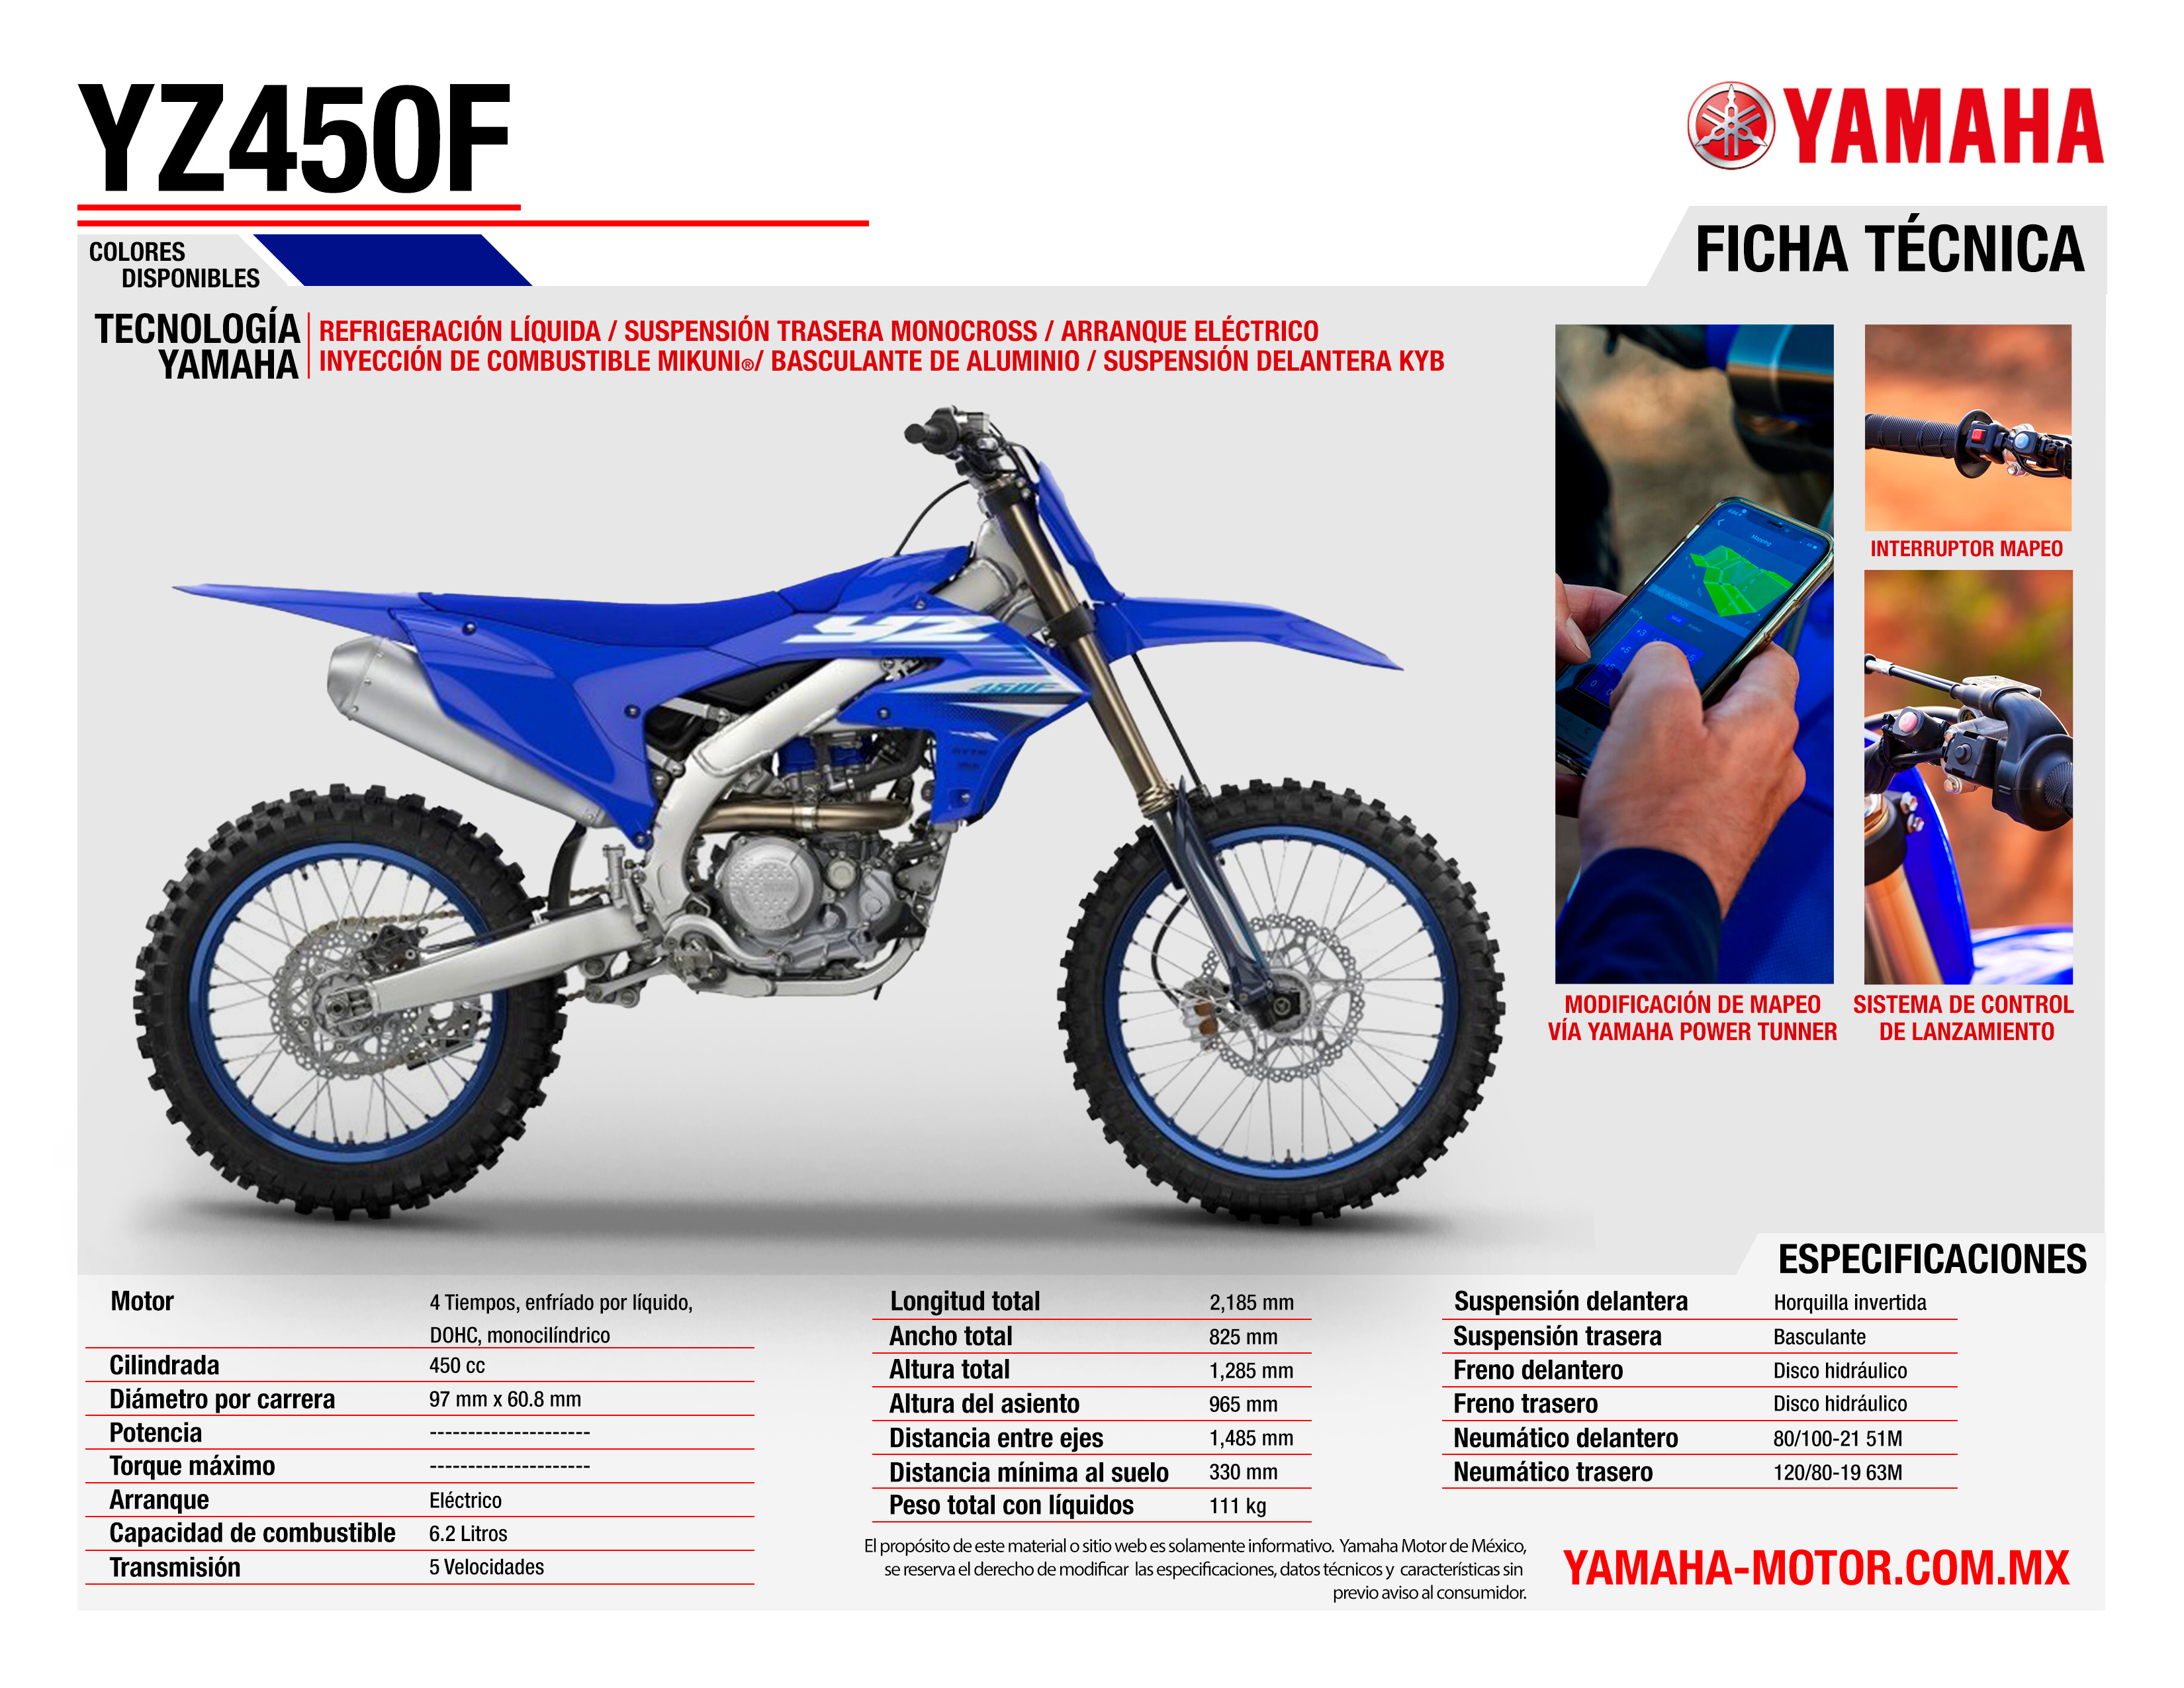 YZ450F
YAMAHA
COLORES
DISPONIBLES
FICHA TÉCNICA
TECNOLOGÍA
YAMAHA
REFRIGERACIÓN LÍQUIDA / SUSPENSIÓN TRASERA MONOCROSS / ARRANQUE ELÉCTRICO
INYECCIÓN DE COMBUSTIBLE MIKUNI®/ BASCULANTE DE ALUMINIO / SUSPENSIÓN DELANTERA KYB
YZ
450F
INTERRUPTOR MAPEO
MODIFICACIÓN DE MAPEO
VÍA YAMAHA POWER TUNNER
SISTEMA DE CONTROL
DE LANZAMIENTO
ESPECIFICACIONES
Motor 4 Tiempos, enfríado por líquido,
DOHC, monocilíndrico
Cilindrada 450 cc
Diámetro por carrera 97 mm x 60.8 mm
Potencia ---------------------
Torque máximo ---------------------
Arranque Eléctrico
Capacidad de combustible 6.2 Litros
Transmisión 5 Velocidades
Longitud total 2,185 mm
Ancho total 825 mm
Altura total 1,285 mm
Altura del asiento 965 mm
Distancia entre ejes 1,485 mm
Distancia mínima al suelo 330 mm
Peso total con líquidos 111 kg
Suspensión delantera Horquilla invertida
Suspensión trasera Basculante
Freno delantero Disco hidráulico
Freno trasero Disco hidráulico
Neumático delantero 80/100-21 51M
Neumático trasero 120/80-19 63M
El propósito de este material o sitio web es solamente informativo. Yamaha Motor de México,
se reserva el derecho de modificar las especificaciones, datos técnicos y características sin
previo aviso al consumidor.
YAMAHA-MOTOR.COM.MX